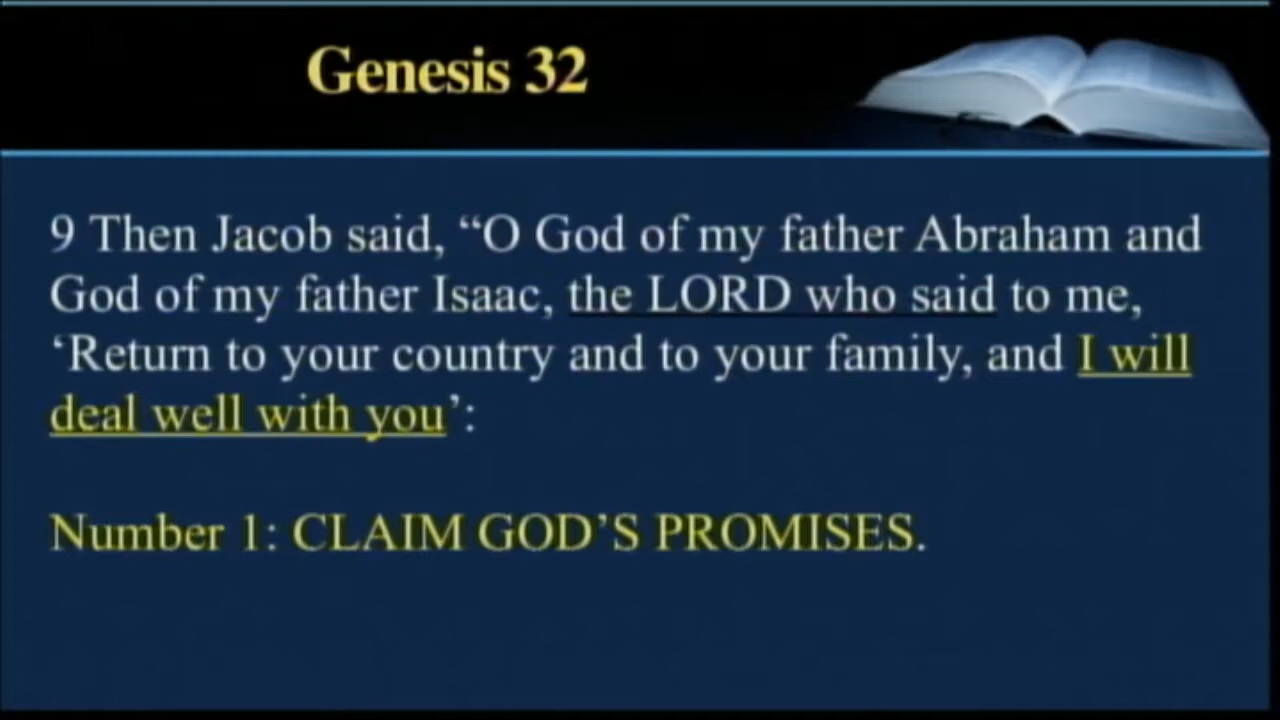 Genesis 32
9 Then Jacob said, “O God of my father Abraham and
God of my father Isaac, the LORD who said to me,
‘Return to your country and to your family, and I will
deal well with you’:
Number 1: CLAIM GOD’S PROMISES.